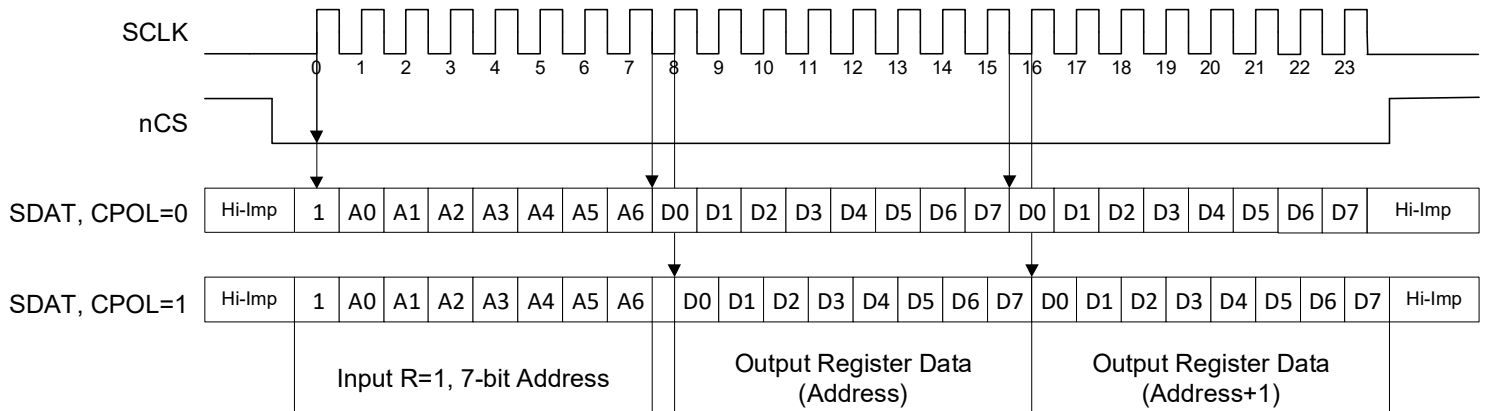 SCLK
0 1 2 3 4 5 6 7 8 9 10 11 12 13 14 15 16 17 18 19 20 21 22 23
nCS
SDAT, CPOL=0 Hi-Imp 1 A0 A1 A2 A3 A4 A5 A6 D0 D1 D2 D3 D4 D5 D6 D7 D0 D1 D2 D3 D4 D5 D6 D7 Hi-Imp
SDAT, CPOL=1 Hi-Imp 1 A0 A1 A2 A3 A4 A5 A6 D0 D1 D2 D3 D4 D5 D6 D7 D0 D1 D2 D3 D4 D5 D6 D7 Hi-Imp
Input R=1, 7-bit Address
Output Register Data
(Address)
Output Register Data
(Address+1)